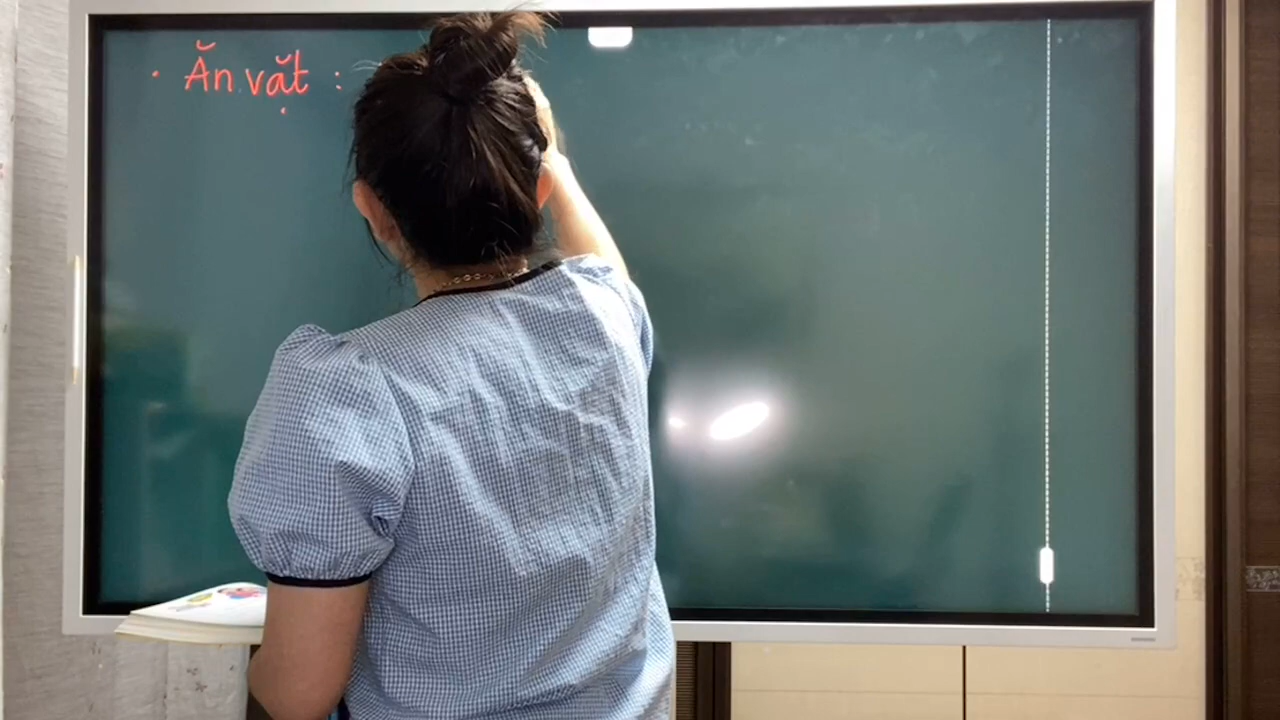 . Ăn vặt :